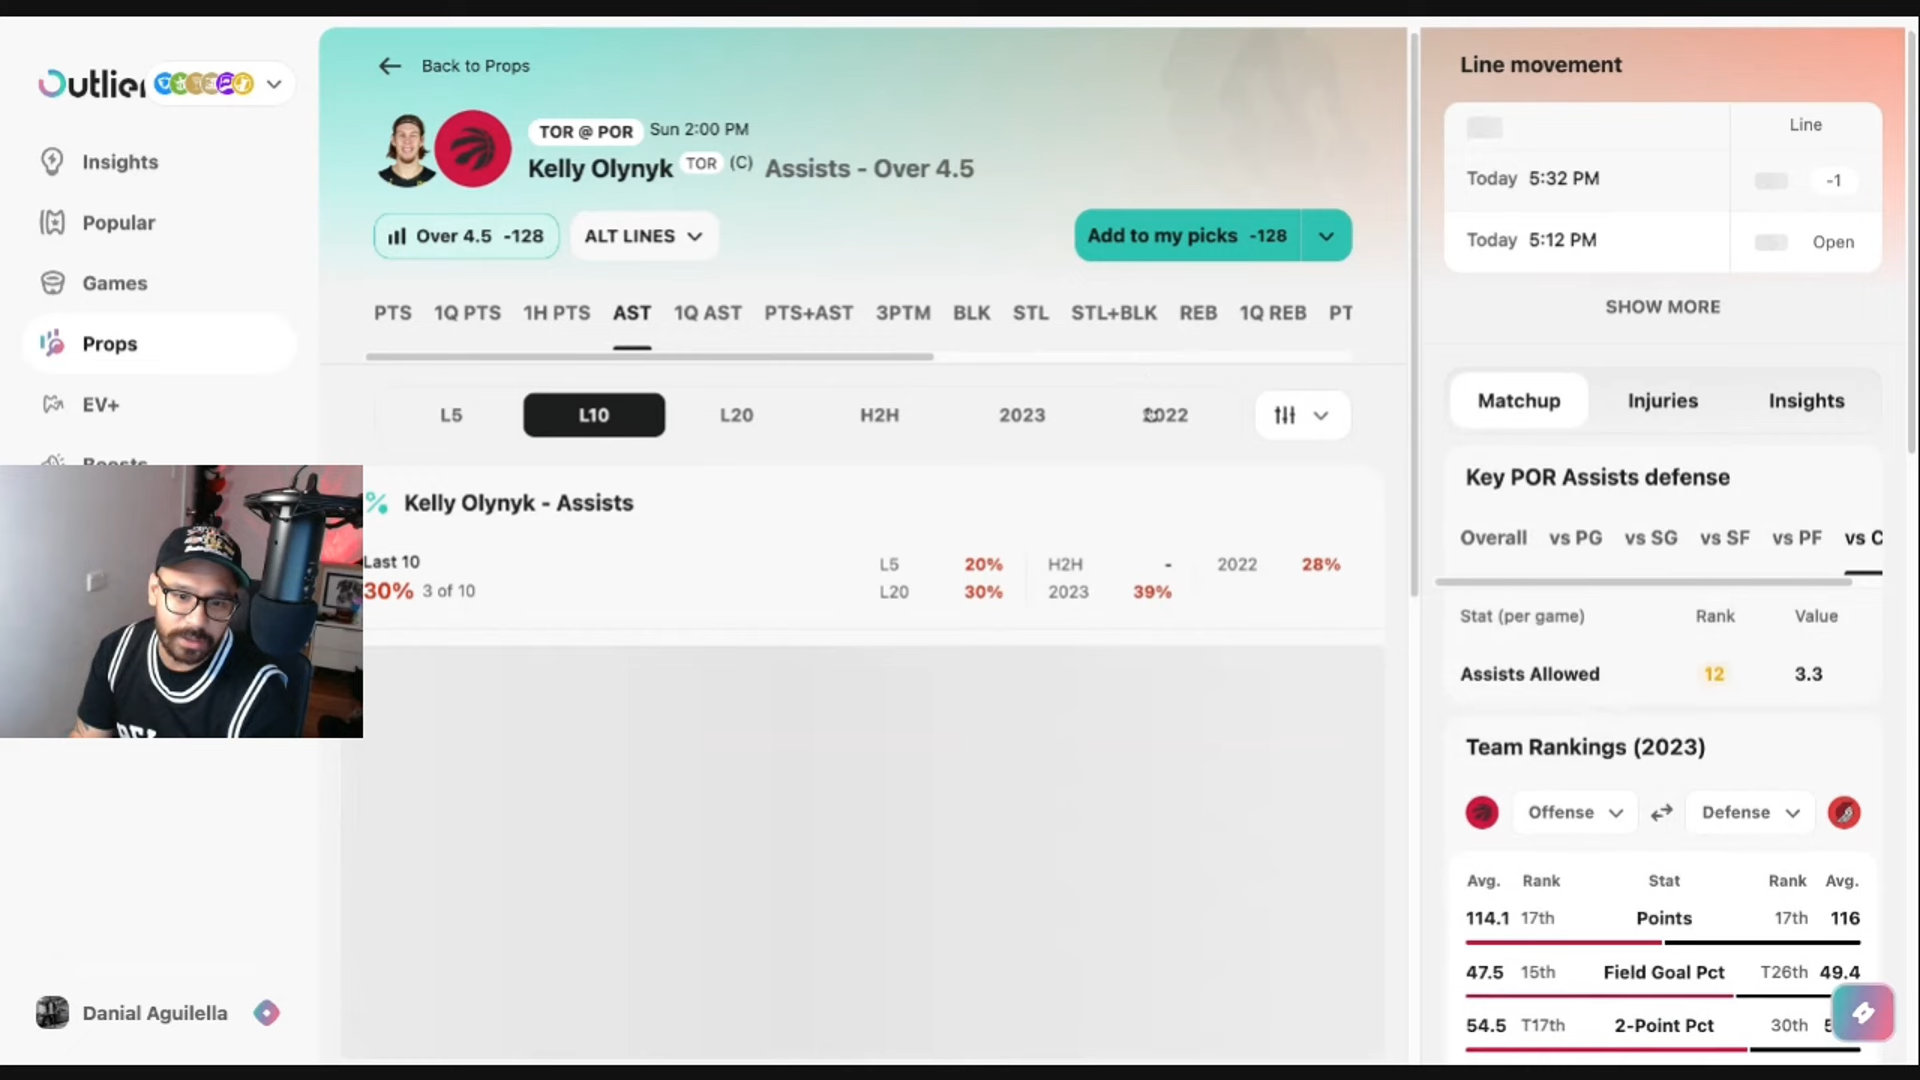 Outlier
Insights
Popular
Games
Props
EV+
Boosts
Danial Aguilella
Back to Props
TOR @ POR Sun 2:00 PM
Kelly Olynyk TOR (C) Assists - Over 4.5
Over 4.5 -128
ALT LINES
Add to my picks -128
PTS 1Q PTS 1H PTS AST 1Q AST PTS+AST 3PTM BLK STL STL+BLK REB 1Q REB PT
L5 L10 L20 H2H 2023 2022
Kelly Olynyk - Assists
Last 10
30% 3 of 10
L5 20% H2H - 2022 28%
L20 30% 2023 39%
Line movement
Line
Today 5:32 PM -1
Today 5:12 PM Open
SHOW MORE
Matchup Injuries Insights
Key POR Assists defense
Overall vs PG vs SG vs SF vs PF vs C
Stat (per game) Rank Value
Assists Allowed 12 3.3
Team Rankings (2023)
Offense Defense
Avg. Rank Stat Rank Avg.
114.1 17th Points 17th 116
47.5 15th Field Goal Pct T26th 49.4
54.5 T17th 2-Point Pct 30th